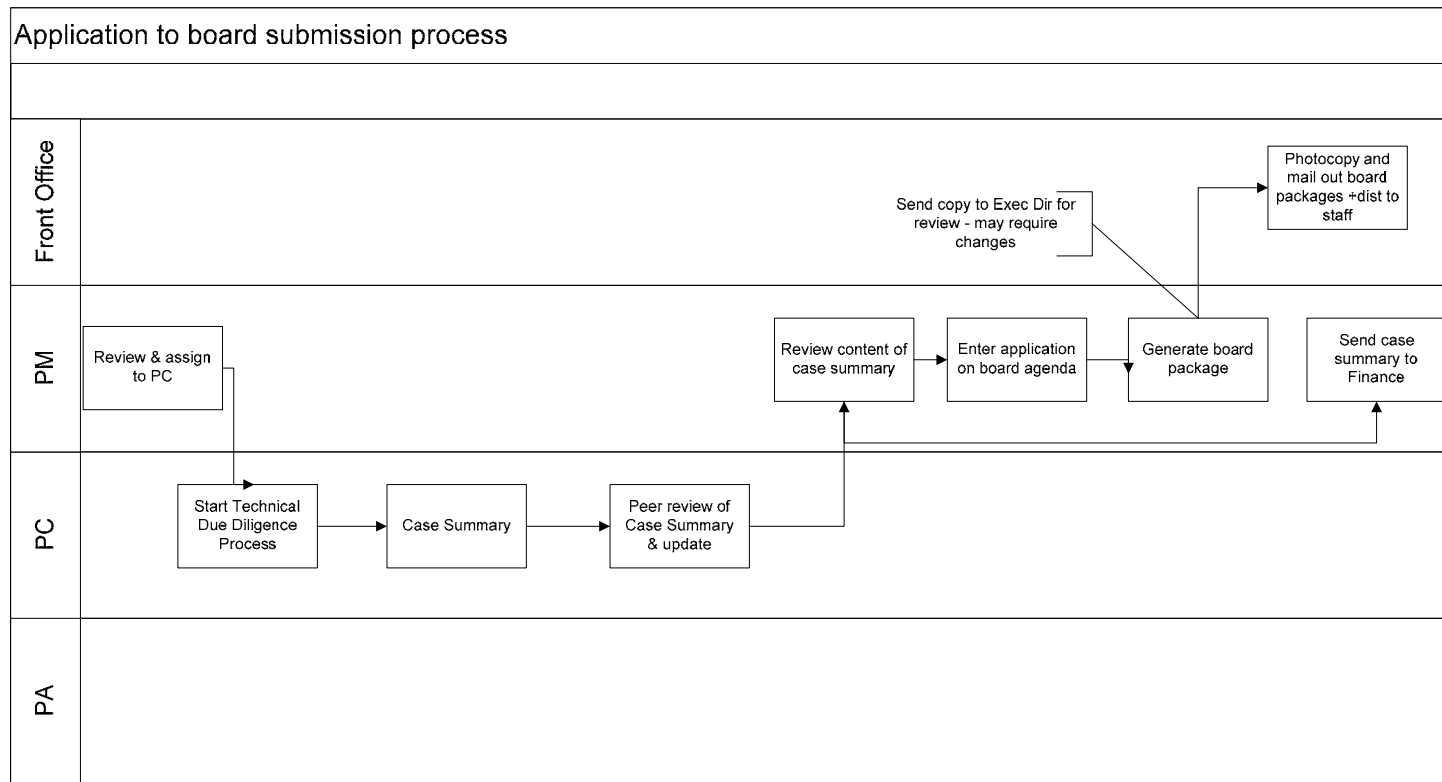 Application to board submission process
Front Office
Photocopy and
mail out board
packages +dist to
staff
Send copy to Exec Dir for
review - may require
changes
PM
Review & assign
to PC
Review content of
case summary
Enter application
on board agenda
Generate board
package
Send case
summary to
Finance
PC
Start Technical
Due Diligence
Process
Case Summary
Peer review of
Case Summary
& update
PA